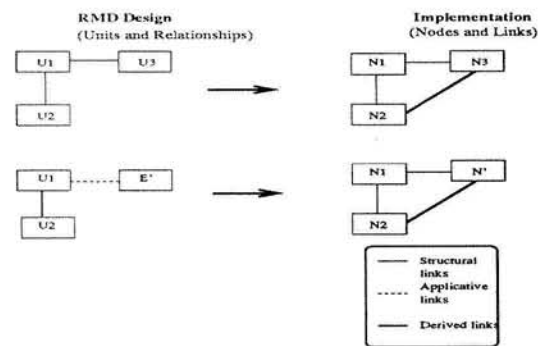 RMD Design
(Units and Relationships)
Implementation
(Nodes and Links)
U1
U3
U2
N1
N3
N2
U1
E'
U2
N1
N'
N2
Structural
links
Applicative
links
Derived links